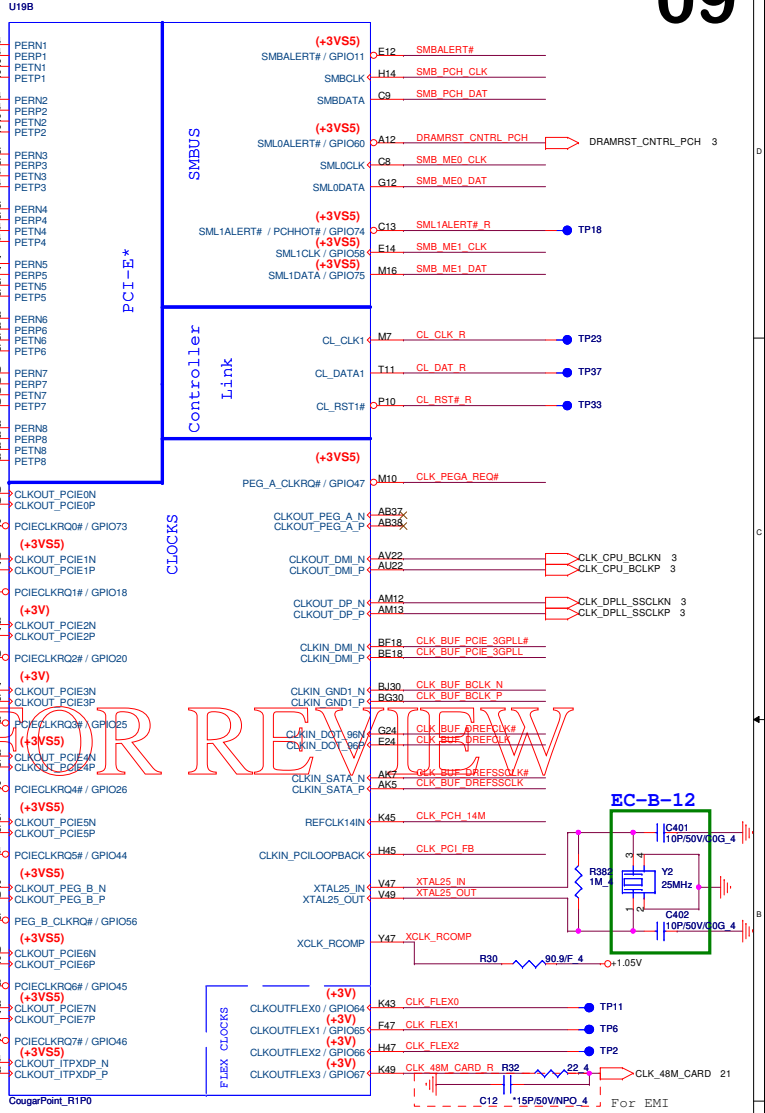 09
U19B
PERN1
PERP1
PETN1
PETP1
PERN2
PERP2
PETN2
PETP2
PERN3
PERP3
PETN3
PETP3
PERN4
PERP4
PETN4
PETP4
PERN5
PERP5
PETN5
PETP5
PERN6
PERP6
PETN6
PETP6
PERN7
PERP7
PETN7
PETP7
PERN8
PERP8
PETN8
PETP8
PCI-E*
CLKOUT_PCIE0N
CLKOUT_PCIE0P
PCIECLKRQ0# / GPIO73
(+3VS5)
CLKOUT_PCIE1N
CLKOUT_PCIE1P
PCIECLKRQ1# / GPIO18
(+3V)
CLKOUT_PCIE2N
CLKOUT_PCIE2P
PCIECLKRQ2# / GPIO20
(+3V)
CLKOUT_PCIE3N
CLKOUT_PCIE3P
PCIECLKRQ3# / GPIO25
(+3VS5)
CLKOUT_PCIE4N
CLKOUT_PCIE4P
PCIECLKRQ4# / GPIO26
(+3VS5)
CLKOUT_PCIE5N
CLKOUT_PCIE5P
PCIECLKRQ5# / GPIO44
(+3VS5)
CLKOUT_PEG_B_N
CLKOUT_PEG_B_P
PEG_B_CLKRQ# / GPIO56
(+3VS5)
CLKOUT_PCIE6N
CLKOUT_PCIE6P
PCIECLKRQ6# / GPIO45
(+3VS5)
CLKOUT_PCIE7N
CLKOUT_PCIE7P
PCIECLKRQ7# / GPIO46
(+3VS5)
CLKOUT_ITPXDP_N
CLKOUT_ITPXDP_P
CougarPoint_R1P0
SMBUS
(+3VS5)
SMBALERT# / GPIO11 E12 SMBALERT#
SMBCLK H14 SMB_PCH_CLK
SMBDATA C9 SMB_PCH_DAT
(+3VS5)
SML0ALERT# / GPIO60 A12 DRAMRST_CNTRL_PCH DRAMRST_CNTRL_PCH 3
SML0CLK C8 SMB_ME0_CLK
SML0DATA G12 SMB_ME0_DAT
(+3VS5)
SML1ALERT# / PCHHOT# / GPIO74 C13 SML1ALERT#_R TP18
(+3VS5)
SML1CLK / GPIO58 E14 SMB_ME1_CLK
(+3VS5)
SML1DATA / GPIO75 M16 SMB_ME1_DAT
Controller
Link
CL_CLK1 M7 CL_CLK_R TP23
CL_DATA1 T11 CL_DAT_R TP37
CL_RST1# P10 CL_RST#_R TP33
CLOCKS
(+3VS5)
PEG_A_CLKRQ# / GPIO47 M10 CLK_PEGA_REQ#
CLKOUT_PEG_A_N AB37
CLKOUT_PEG_A_P AB38
CLKOUT_DMI_N AV22 CLK_CPU_BCLKN 3
CLKOUT_DMI_P AU22 CLK_CPU_BCLKP 3
CLKOUT_DP_N AM12 CLK_DPLL_SSCLKN 3
CLKOUT_DP_P AM13 CLK_DPLL_SSCLKP 3
CLKIN_DMI_N BF18 CLK_BUF_PCIE_3GPLL#
CLKIN_DMI_P BE18 CLK_BUF_PCIE_3GPLL
CLKIN_GND1_N BJ30 CLK_BUF_BCLK_N
CLKIN_GND1_P BG30 CLK_BUF_BCLK_P
FOR REVIEW
CLKIN_DOT_96N G24 CLK_BUF_DREFCLK#
CLKIN_DOT_96P E24 CLK_BUF_DREFCLK
CLKIN_SATA_N AK7 CLK_BUF_DREFSSCLK#
CLKIN_SATA_P AK5 CLK_BUF_DREFSSCLK
REFCLK14IN K45 CLK_PCH_14M
CLKIN_PCILOOPBACK H45 CLK_PCI_FB
XTAL25_IN V47 XTAL25_IN
XTAL25_OUT V49 XTAL25_OUT
XCLK_RCOMP Y47 XCLK_RCOMP
R30 90.9/F_4 +1.05V
EC-B-12
C401
10P/50V/C0G_4
R382
1M_4
3 4
1 2
Y2
25MHz
C402
10P/50V/C0G_4
FLEX CLOCKS
(+3V)
CLKOUTFLEX0 / GPIO64 K43 CLK_FLEX0 TP11
(+3V)
CLKOUTFLEX1 / GPIO65 F47 CLK_FLEX1 TP6
(+3V)
CLKOUTFLEX2 / GPIO66 H47 CLK_FLEX2 TP2
(+3V)
CLKOUTFLEX3 / GPIO67 K49 CLK_48M_CARD_R R32 22_4 CLK_48M_CARD 21
C12 *15P/50V/NPO_4 For EMI
D
C
B